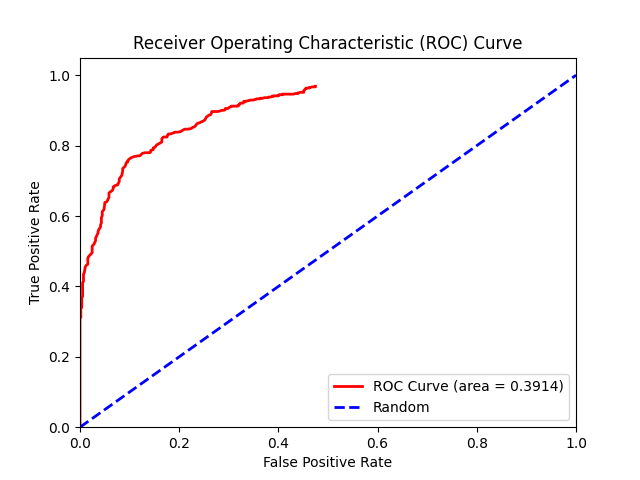 Receiver Operating Characteristic (ROC) Curve
True Positive Rate
1.0
0.8
0.6
0.4
0.2
0.0
0.0 0.2 0.4 0.6 0.8 1.0
False Positive Rate
ROC Curve (area = 0.3914)
Random